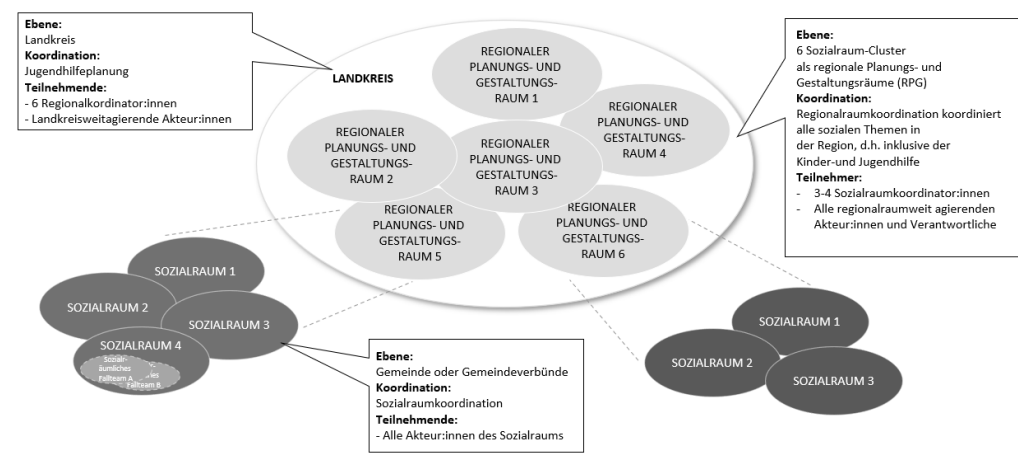 Ebene:
Landkreis
Koordination:
Jugendhilfeplanung
Teilnehmende:
- 6 Regionalkordinator:innen
- Landkreisweitagierende Akteur:innen
LANDKREIS
REGIONALER
PLANUNGS- UND
GESTALTUNGS-
RAUM 1
REGIONALER
PLANUNGS- UND
GESTALTUNGS-
RAUM 2
REGIONALER
PLANUNGS- UND
GESTALTUNGS-
RAUM 3
REGIONALER
PLANUNGS- UND
GESTALTUNGS-
RAUM 4
REGIONALER
PLANUNGS- UND
GESTALTUNGS-
RAUM 5
REGIONALER
PLANUNGS- UND
GESTALTUNGS-
RAUM 6
Ebene:
6 Sozialraum-Cluster
als regionale Planungs- und
Gestaltungsräume (RPG)
Koordination:
Regionalraumkoordination koordiniert
alle sozialen Themen in
der Region, d.h. inklusive der
Kinder-und Jugendhilfe
Teilnehmer:
- 3-4 Sozialraumkoordinator:innen
- Alle regionalraumweit agierenden
Akteur:innen und Verantwortliche
SOZIALRAUM 1
SOZIALRAUM 2
SOZIALRAUM 3
SOZIALRAUM 4
Sozialr-
äumliches
Fallteam A
Fallteam B
Ebene:
Gemeinde oder Gemeindeverbünde
Koordination:
Sozialraumkoordination
Teilnehmende:
- Alle Akteur:innen des Sozialraums
SOZIALRAUM 1
SOZIALRAUM 2
SOZIALRAUM 3